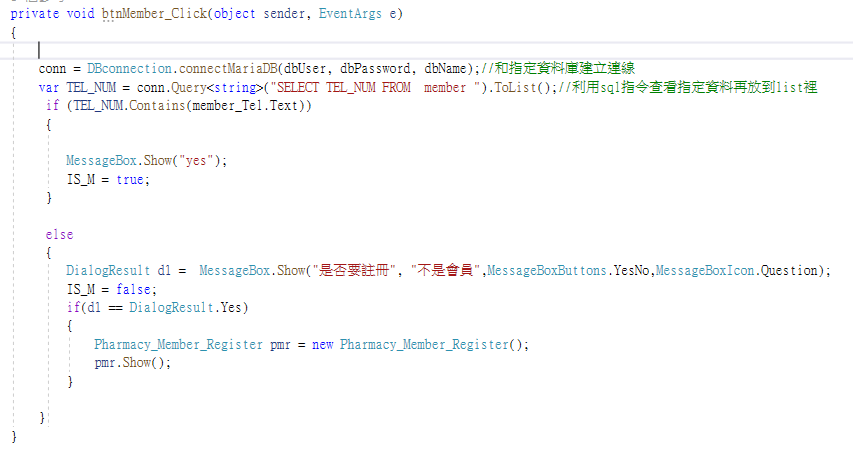 private void btnMember_Click(object sender, EventArgs e)
{
conn = DBconnection.connectMariaDB(dbUser, dbPassword, dbName);//和指定資料庫建立連線
var TEL_NUM = conn.Query<string>("SELECT TEL_NUM FROM  member ").ToList();//利用sql指令查看指定資料再放到list裡
if (TEL_NUM.Contains(member_Tel.Text))
{
MessageBox.Show("yes");
IS_M = true;
}
else
{
DialogResult d1 =  MessageBox.Show("是否要註冊", "不是會員",MessageBoxButtons.YesNo,MessageBoxIcon.Question);
IS_M = false;
if(d1 == DialogResult.Yes)
{
Pharmacy_Member_Register pmr = new Pharmacy_Member_Register();
pmr.Show();
}
}
}